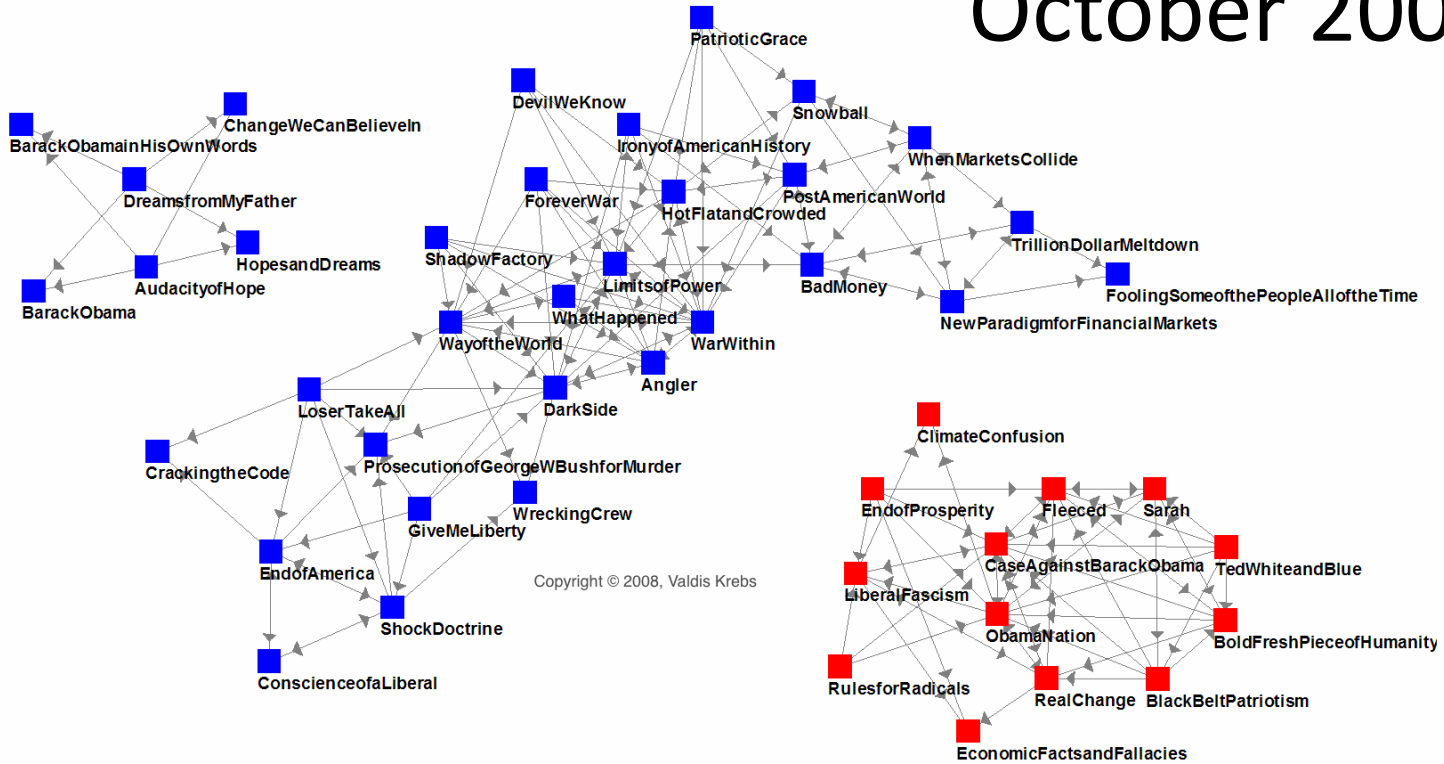 October 200
PatrioticGrace
DevilWeKnow
Snowball
ChangeWeCanBelieveIn
BarackObamainHisOwnWords
IronyofAmericanHistory
WhenMarketsCollide
DreamsfromMyFather
ForeverWar
PostAmericanWorld
HotFlatandCrowded
TrillionDollarMeltdown
ShadowFactory
HopesandDreams
LimitsofPower
BadMoney
AudacityofHope
FoolingSomeofthePeopleAlloftheTime
BarackObama
WhatHappened
NewParadigmforFinancialMarkets
WayoftheWorld
WarWithin
Angler
LoserTakeAll
DarkSide
ClimateConfusion
CrackingtheCode
ProsecutionofGeorgeWBushforMurder
EndofProsperity
Fleeced
Sarah
WreckingCrew
GiveMeLiberty
CaseAgainstBarackObama
TedWhiteandBlue
EndofAmerica
Copyright © 2008, Valdis Krebs
LiberalFascism
ShockDoctrine
ObamaNation
BoldFreshPieceofHumanity
ConscienceofaLiberal
RulesforRadicals
RealChange
BlackBeltPatriotism
EconomicFactsandFallacies